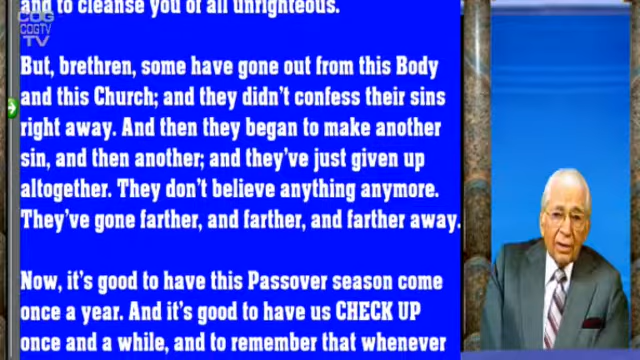 and to cleanse you of all unrighteous.
COG
COGTV
TV
But, brethren, some have gone out from this Body
and this Church; and they didn't confess their sins
right away. And then they began to make another
sin, and then another; and they've just given up
altogether. They don't believe anything anymore.
They've gone farther, and farther, and farther away.
Now, it's good to have this Passover season come
once a year. And it's good to have us CHECK UP
once and a while, and to remember that whenever